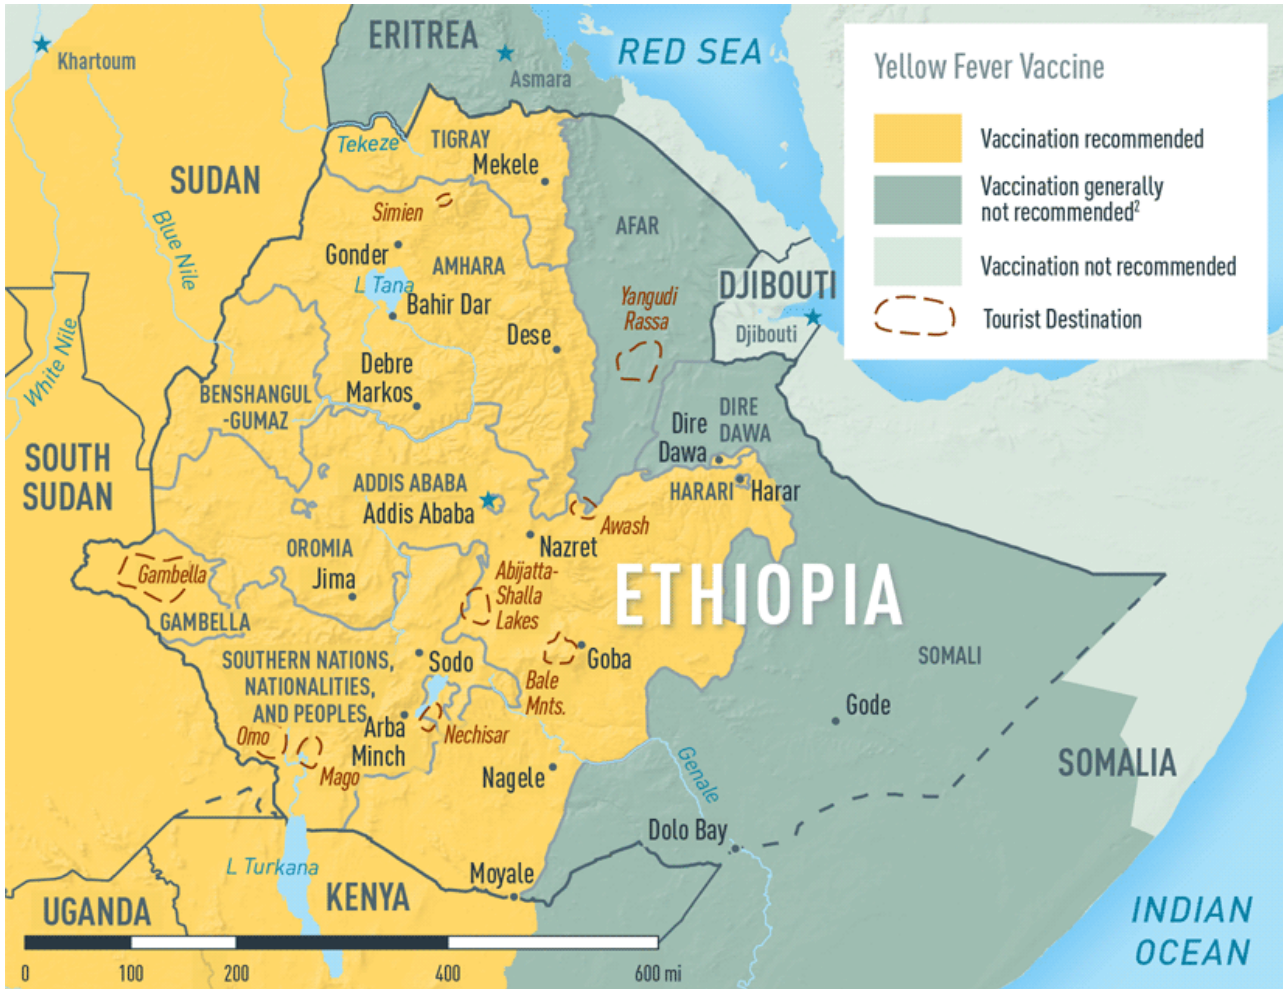 ERITREA
Asmara
RED SEA
Khartoum
Yellow Fever Vaccine
Vaccination recommended
Vaccination generally
not recommended²
Vaccination not recommended
Tourist Destination
SUDAN
Blue Nile
White Nile
Tekeze
TIGRAY
Mekele
Simien
Gonder
AMHARA
L Tana
Bahir Dar
Dese
Debre
Markos
AFAR
Yangudi
Rassa
DJIBOUTI
Djibouti
BENSHANGUL
-GUMAZ
SOUTH
SUDAN
DIRE
DAWA
Dire
Dawa
HARARI
Harar
ADDIS ABABA
Addis Ababa
Awash
Nazret
OROMIA
Jima
Gambella
GAMBELLA
Abijatta-
Shalla
Lakes
ETHIOPIA
SOUTHERN NATIONS,
NATIONALITIES,
AND PEOPLES
Sodo
Goba
Bale
Mnts.
SOMALI
Gode
Omo
Mago
Arba
Minch
Nechisar
Nagele
Genale
SOMALIA
Dolo Bay
Moyale
L Turkana
KENYA
UGANDA
INDIAN
OCEAN
0 100 200 400 600 mi